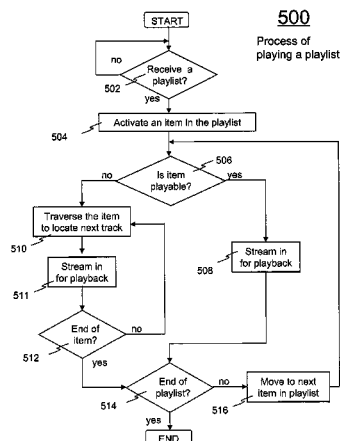 START
500
Process of
playing a playlist
no
Receive a
playlist?
502
yes
Activate an item in the playlist
504
506
Is item
playable?
no
yes
Traverse the item
to locate next track
510
Stream in
for playback
508
Stream in
for playback
511
End of
item?
no
512
yes
End of
playlist?
no
514
Move to next
item in playlist
516
yes
END